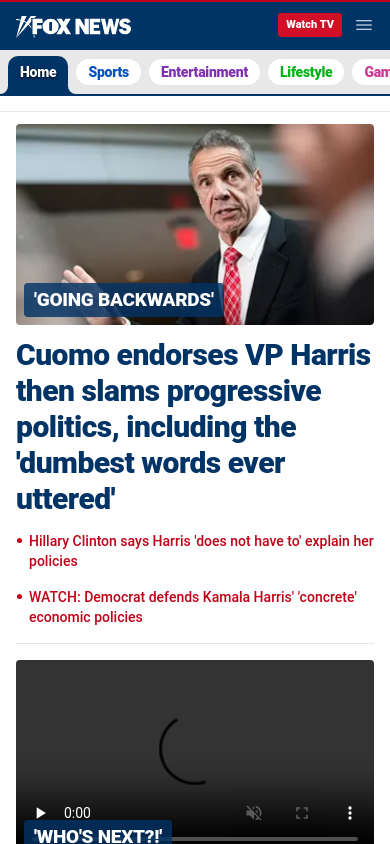 FOX NEWS
Watch TV
Home
Sports
Entertainment
Lifestyle
Gam
'GOING BACKWARDS'
Cuomo endorses VP Harris
then slams progressive
politics, including the
'dumbest words ever
uttered'
• Hillary Clinton says Harris 'does not have to' explain her
policies
• WATCH: Democrat defends Kamala Harris' 'concrete'
economic policies
0:00
'WHO'S NEXT?!'